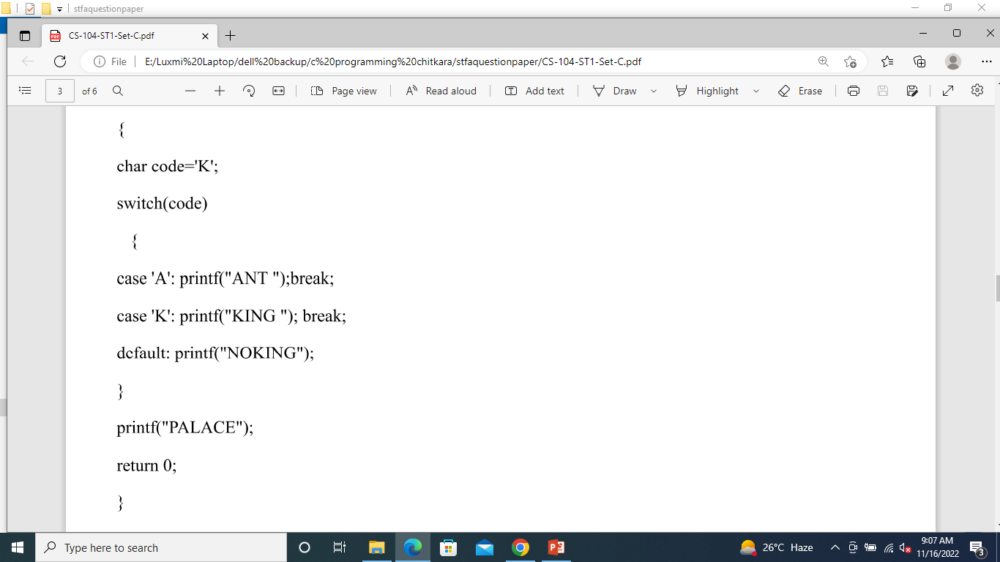 stfaquestionpaper
CS-104-ST1-Set-C.pdf
File E:/Luxmi%20Laptop/dell%20backup/c%20programming%20chitkara/stfaquestionpaper/CS-104-ST1-Set-C.pdf
3 of 6 Page view Read aloud Add text Draw Highlight Erase
{
char code='K';
switch(code)
{
case 'A': printf("ANT ");break;
case 'K': printf("KING "); break;
default: printf("NOKING");
}
printf("PALACE");
return 0;
}
Type here to search
26°C Haze
9:07 AM
11/16/2022
3